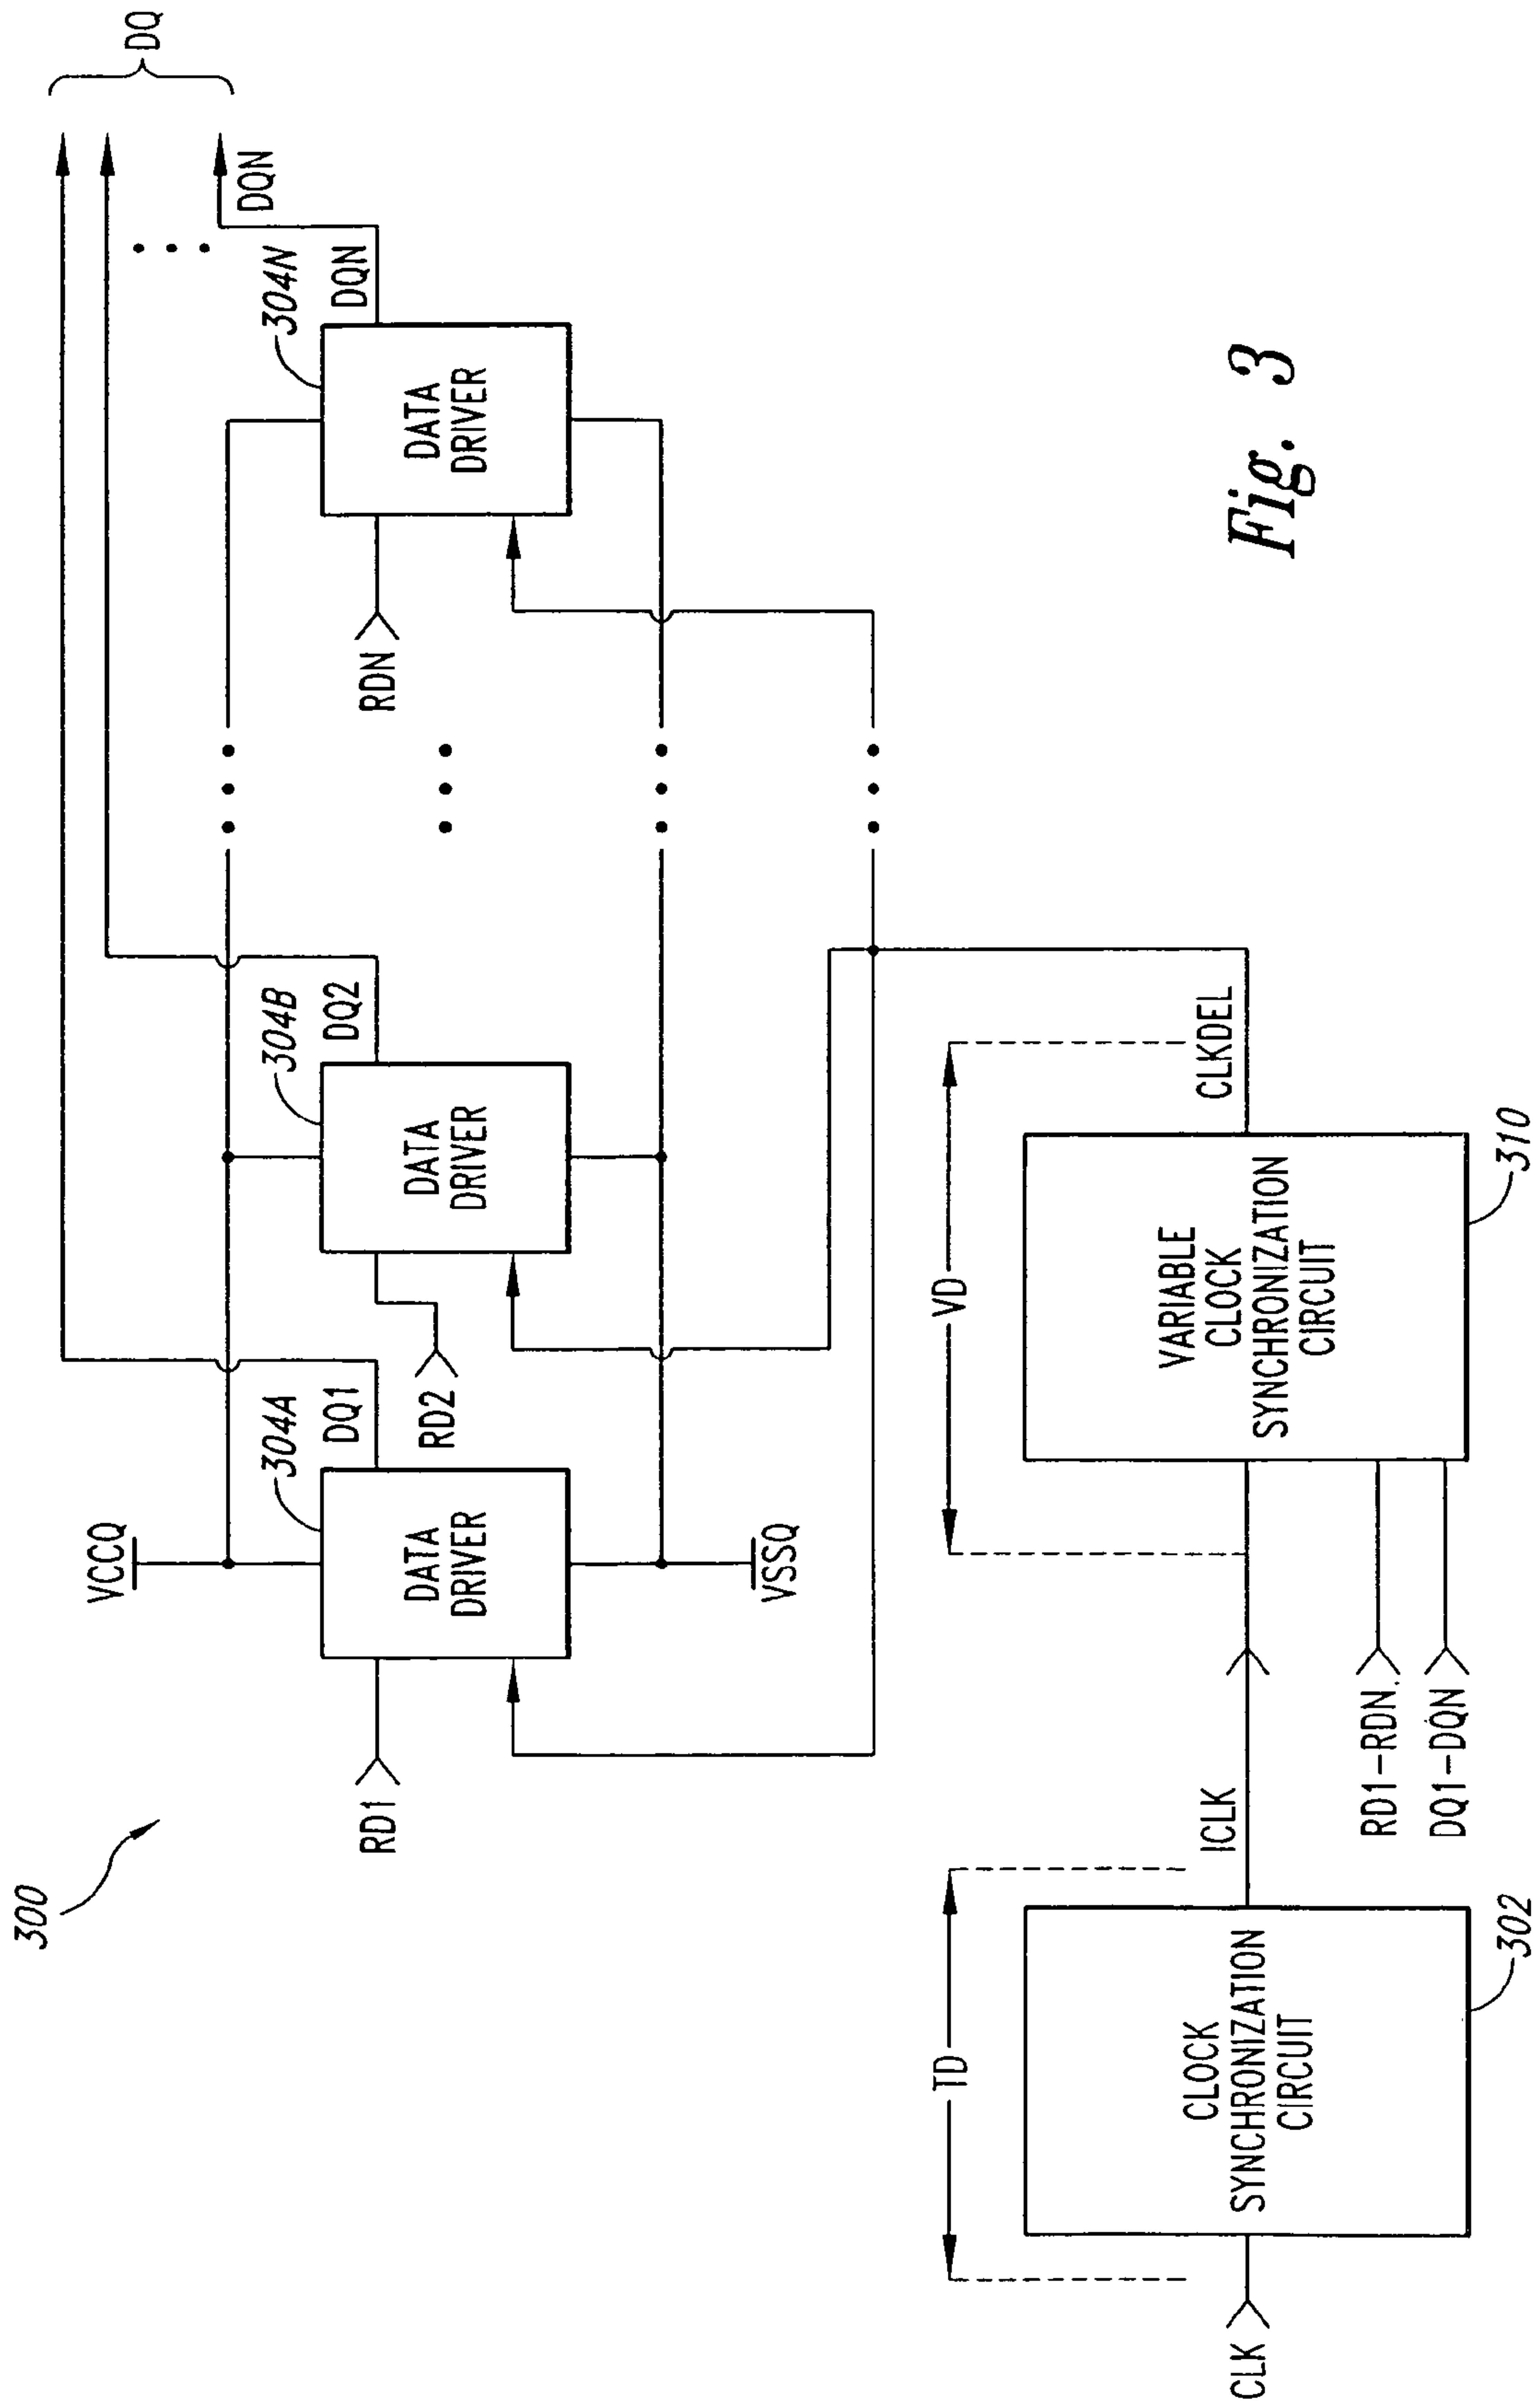 300
VCCQ
304A
DQ1
DATA
DRIVER
RD1
VSSQ
304B
DQ2
DATA
DRIVER
RD2
304N
DQN
DQN
DATA
DRIVER
RDN
DQ
TD
CLK
CLOCK
SYNCHRONIZATION
CIRCUIT
302
ICLK
RD1-RDN
DQ1-DQN
VD
VARIABLE
CLOCK
SYNCHRONIZATION
CIRCUIT
310
CLKDEL
Fig. 3